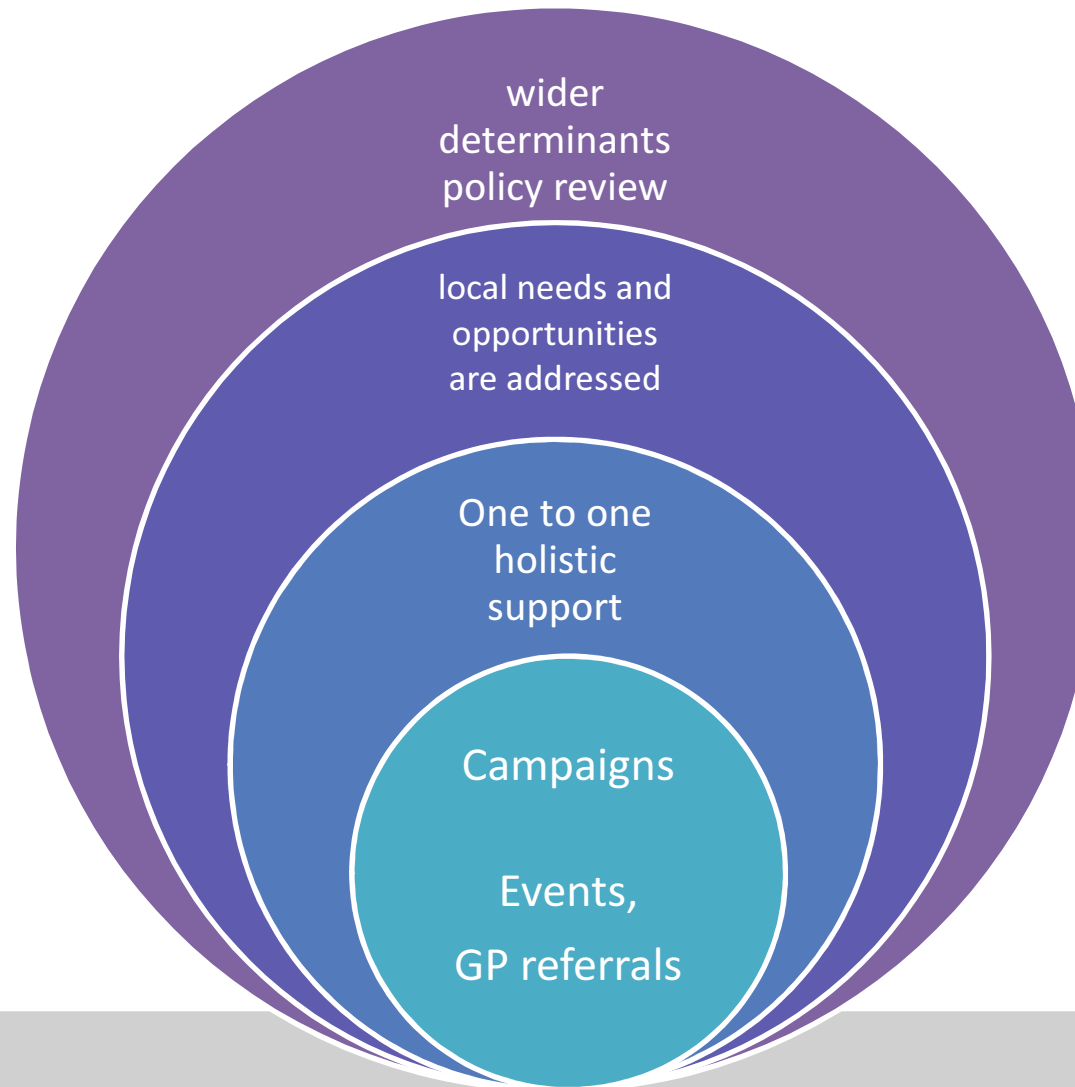 wider
determinants
policy review
local needs and
opportunities
are addressed
One to one
holistic
support
Campaigns
Events,
GP referrals